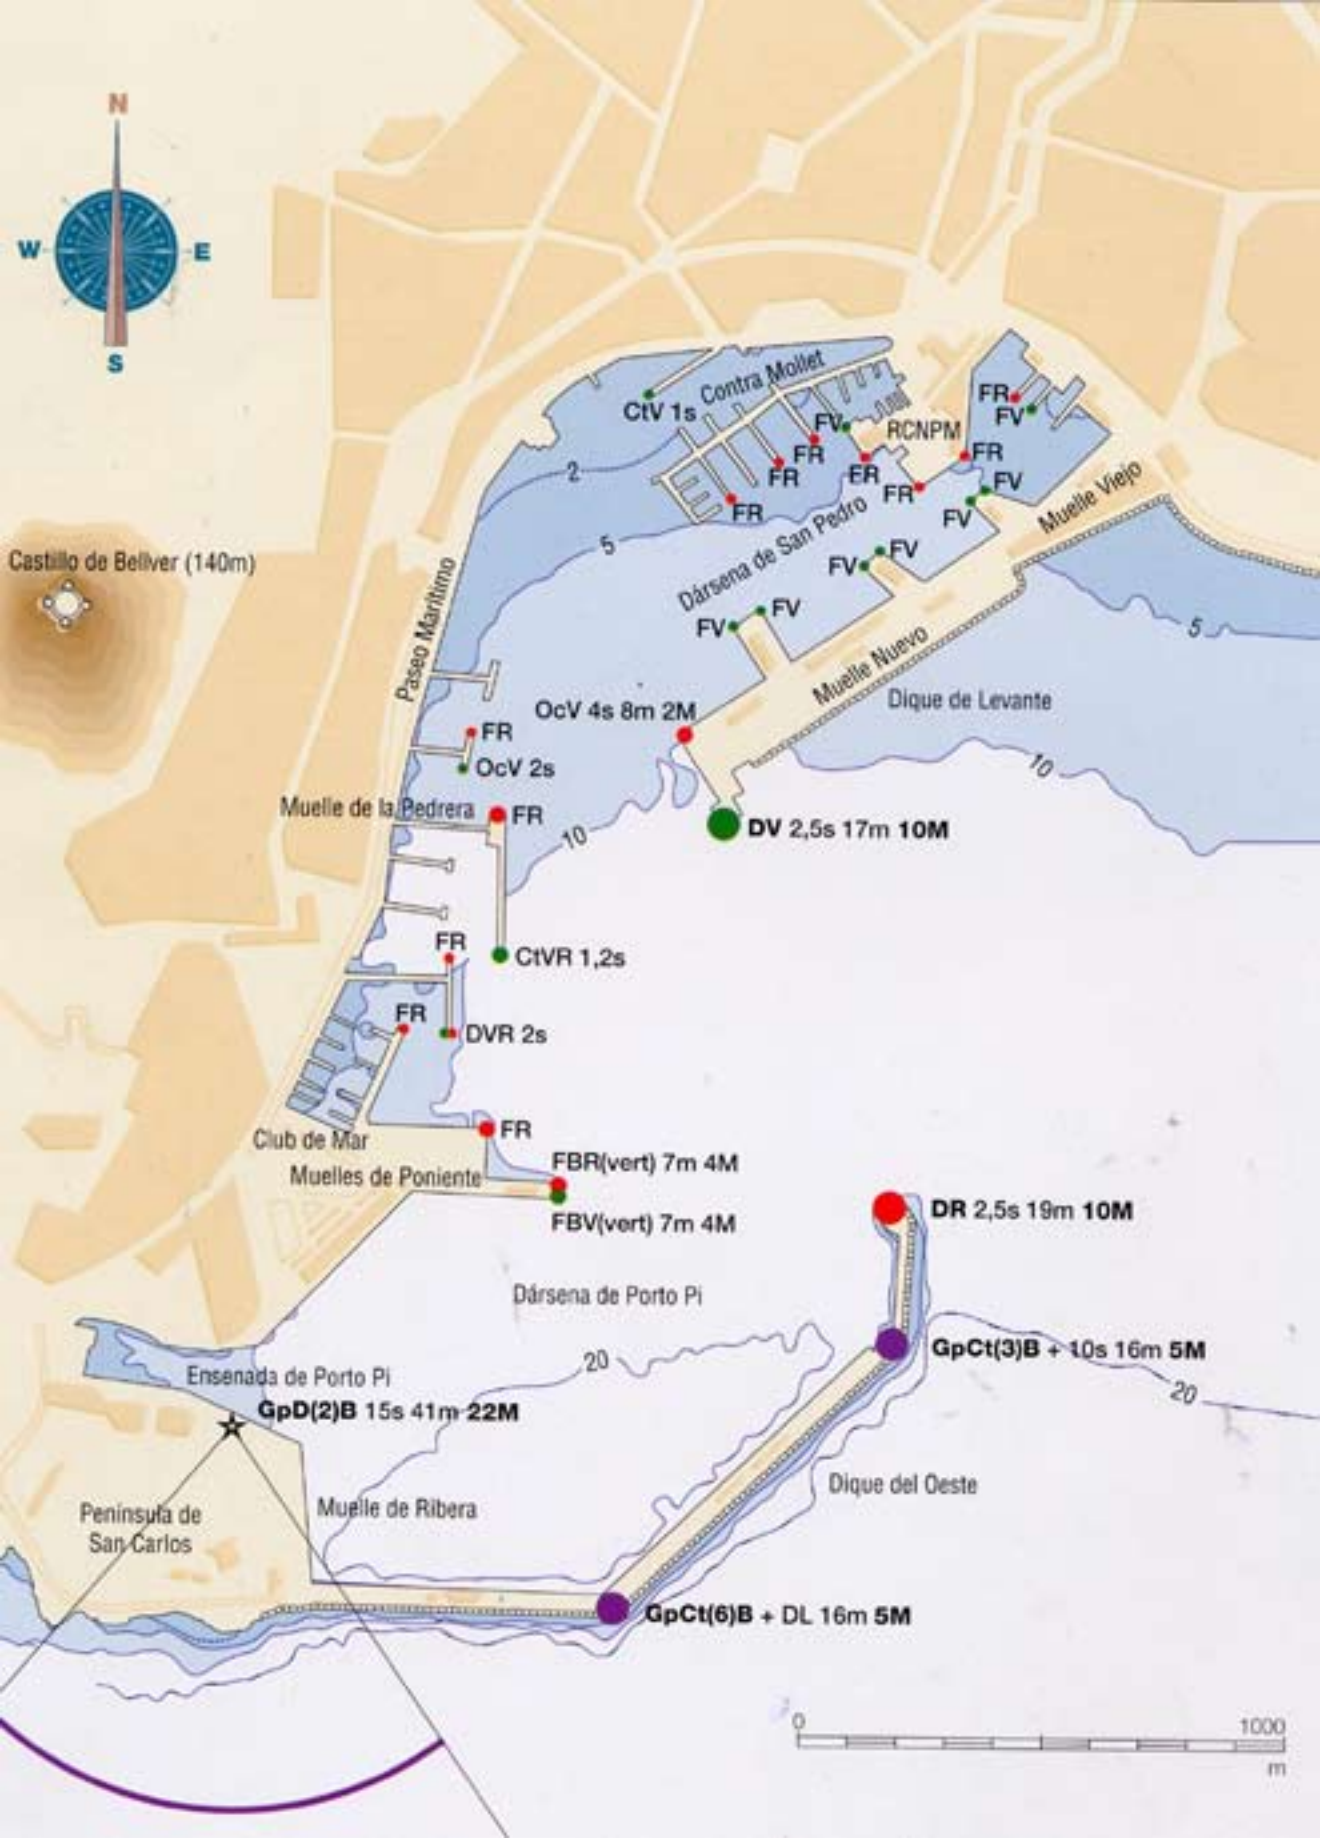 N
W
E
S
Contra Mollet
CtV 1s
FR
FV
FV
RCNPM
FR
FR
FR
ER
2
FR
FV
FR
FV
Muelle Viejo
FR
5
Dársena de San Pedro
FV
FV
Castillo de Bellver (140m)
Paseo Marítimo
FV
FV
5
Muelle Nuevo
Dique de Levante
OcV 4s 8m 2M
FR
OcV 2s
10
Muelle de la Pedrera
FR
10
DV 2,5s 17m 10M
FR
CtVR 1,2s
FR
DVR 2s
FR
Club de Mar
Muelles de Poniente
FBR(vert) 7m 4M
FBV(vert) 7m 4M
DR 2,5s 19m 10M
Dársena de Porto Pi
GpCt(3)B + 10s 16m 5M
20
20
Ensenada de Porto Pi
GpD(2)B 15s 41m 22M
Dique del Oeste
Península de
San Carlos
Muelle de Ribera
GpCt(6)B + DL 16m 5M
0
1000
m